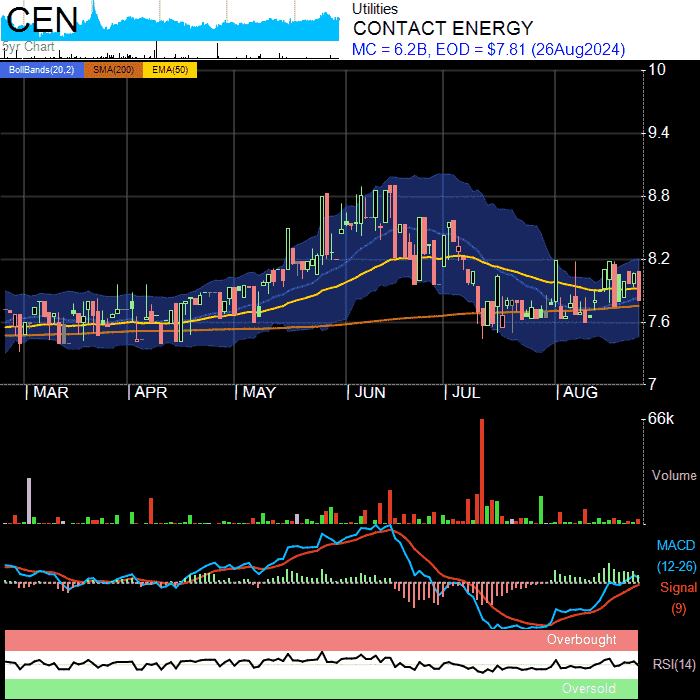 CEN
5yr Chart
Utilities
CONTACT ENERGY
MC = 6.2B, EOD = $7.81 (26Aug2024)
BollBands(20,2) SMA(200) EMA(50)
10
9.4
8.8
8.2
7.6
7
MAR APR MAY JUN JUL AUG
66k
Volume
MACD
(12-26)
Signal
(9)
Overbought
RSI(14)
Oversold